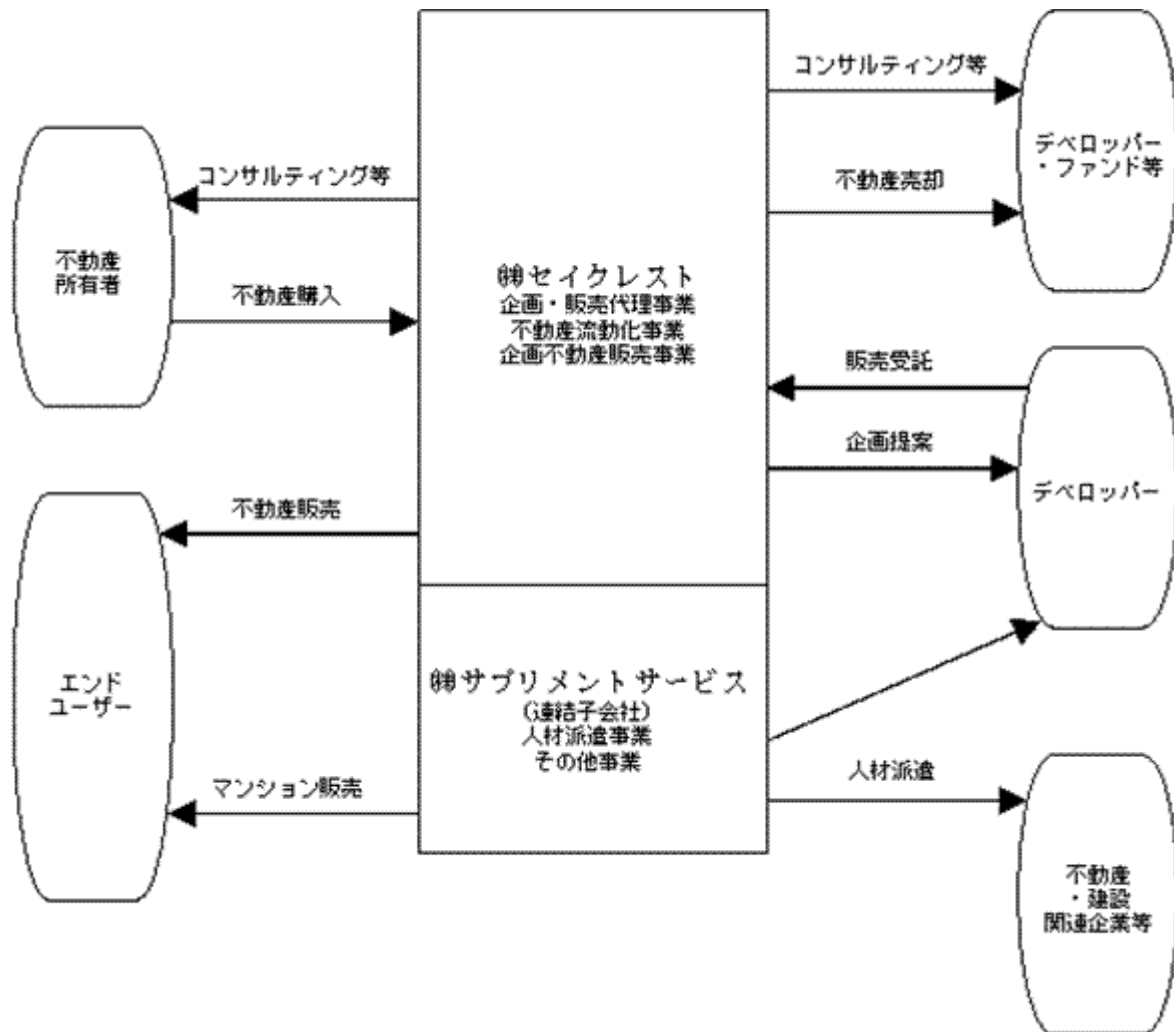 コンサルティング等
不動産売却
デベロッパー
・ファンド等
コンサルティング等
不動産購入
不動産
所有者
㈱セイクレスト
企画・販売代理事業
不動産流動化事業
企画不動産販売事業
販売受託
企画提案
デベロッパー
不動産販売
エンド
ユーザー
マンション販売
㈱サプリメントサービス
(連結子会社)
人材派遣事業
その他事業
人材派遣
不動産
・建設
関連企業等